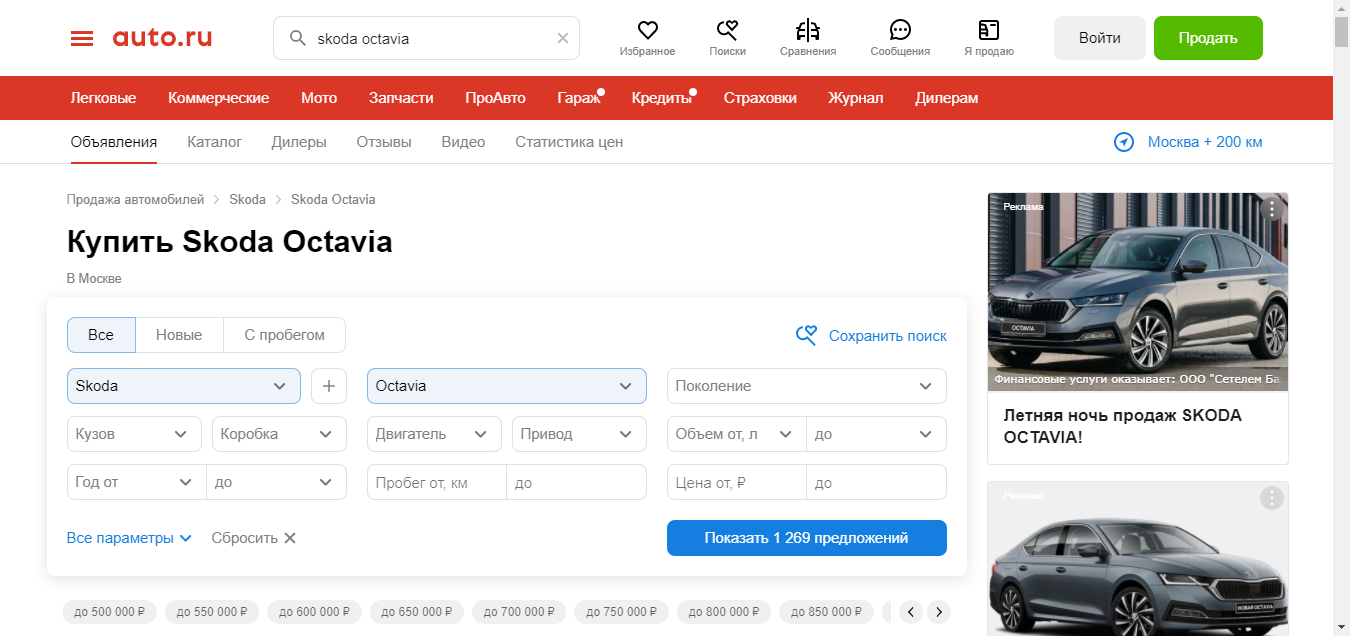 auto.ru
skoda octavia
Избранное
Поиски
Сравнения
Сообщения
Я продаю
Войти
Продать
Легковые
Коммерческие
Мото
Запчасти
ПроАвто
Гараж
Кредиты
Страховки
Журнал
Дилерам
Объявления
Каталог
Дилеры
Отзывы
Видео
Статистика цен
Москва + 200 км
Продажа автомобилей
Skoda
Skoda Octavia
Купить Skoda Octavia
В Москве
Все
Новые
С пробегом
Сохранить поиск
Skoda
Octavia
Поколение
Кузов
Коробка
Двигатель
Привод
Объем от, л
до
Год от
до
Пробег от, км
до
Цена от, ₽
до
Все параметры
Сбросить
Показать 1 269 предложений
до 500 000 ₽
до 550 000 ₽
до 600 000 ₽
до 650 000 ₽
до 700 000 ₽
до 750 000 ₽
до 800 000 ₽
до 850 000 ₽
Реклама
OCTAVIA
Финансовые услуги оказывает: ООО "Сетелем Ба
Летняя ночь продаж SKODA
OCTAVIA!
Реклама
НОВАЯ OCTAVIA